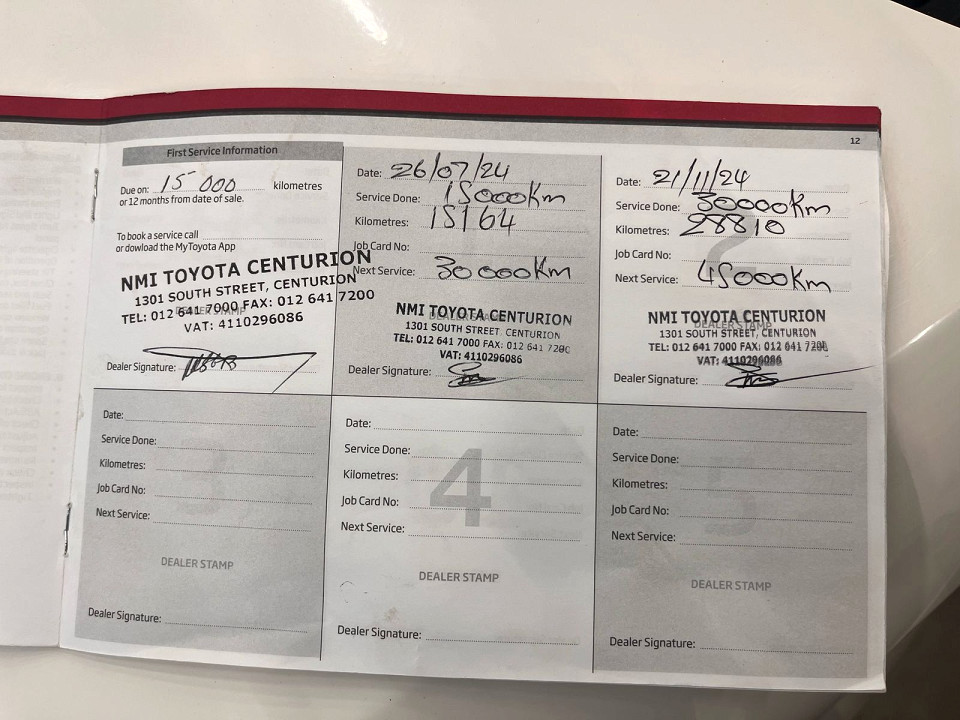 12
First Service Information
Due on: 15 000 kilometres
or 12 months from date of sale.
To book a service call
or dowload the MyToyota App
NMI TOYOTA CENTURION
1301 SOUTH STREET, CENTURION
TEL: 012 641 7000 FAX: 012 641 7200
VAT: 4110296086
Dealer Signature:
Date: 26/07/24
Service Done: 15000Km
Kilometres: 15164
Job Card No:
Next Service: 30000Km
NMI TOYOTA CENTURION
1301 SOUTH STREET, CENTURION
TEL: 012 641 7000 FAX: 012 641 7200
VAT: 4110296086
Dealer Signature:
2
Date: 21/11/24
Service Done: 30000Km
Kilometres: 28810
Job Card No:
Next Service: 45000Km
DEALER STAMP
NMI TOYOTA CENTURION
1301 SOUTH STREET, CENTURION
TEL: 012 641 7000 FAX: 012 641 7200
VAT: 4110296086
Dealer Signature:
3
Date:
Service Done:
Kilometres:
Job Card No:
Next Service:
DEALER STAMP
Dealer Signature:
4
Date:
Service Done:
Kilometres:
Job Card No:
Next Service:
DEALER STAMP
Dealer Signature:
5
Date:
Service Done:
Kilometres:
Job Card No:
Next Service:
DEALER STAMP
Dealer Signature: